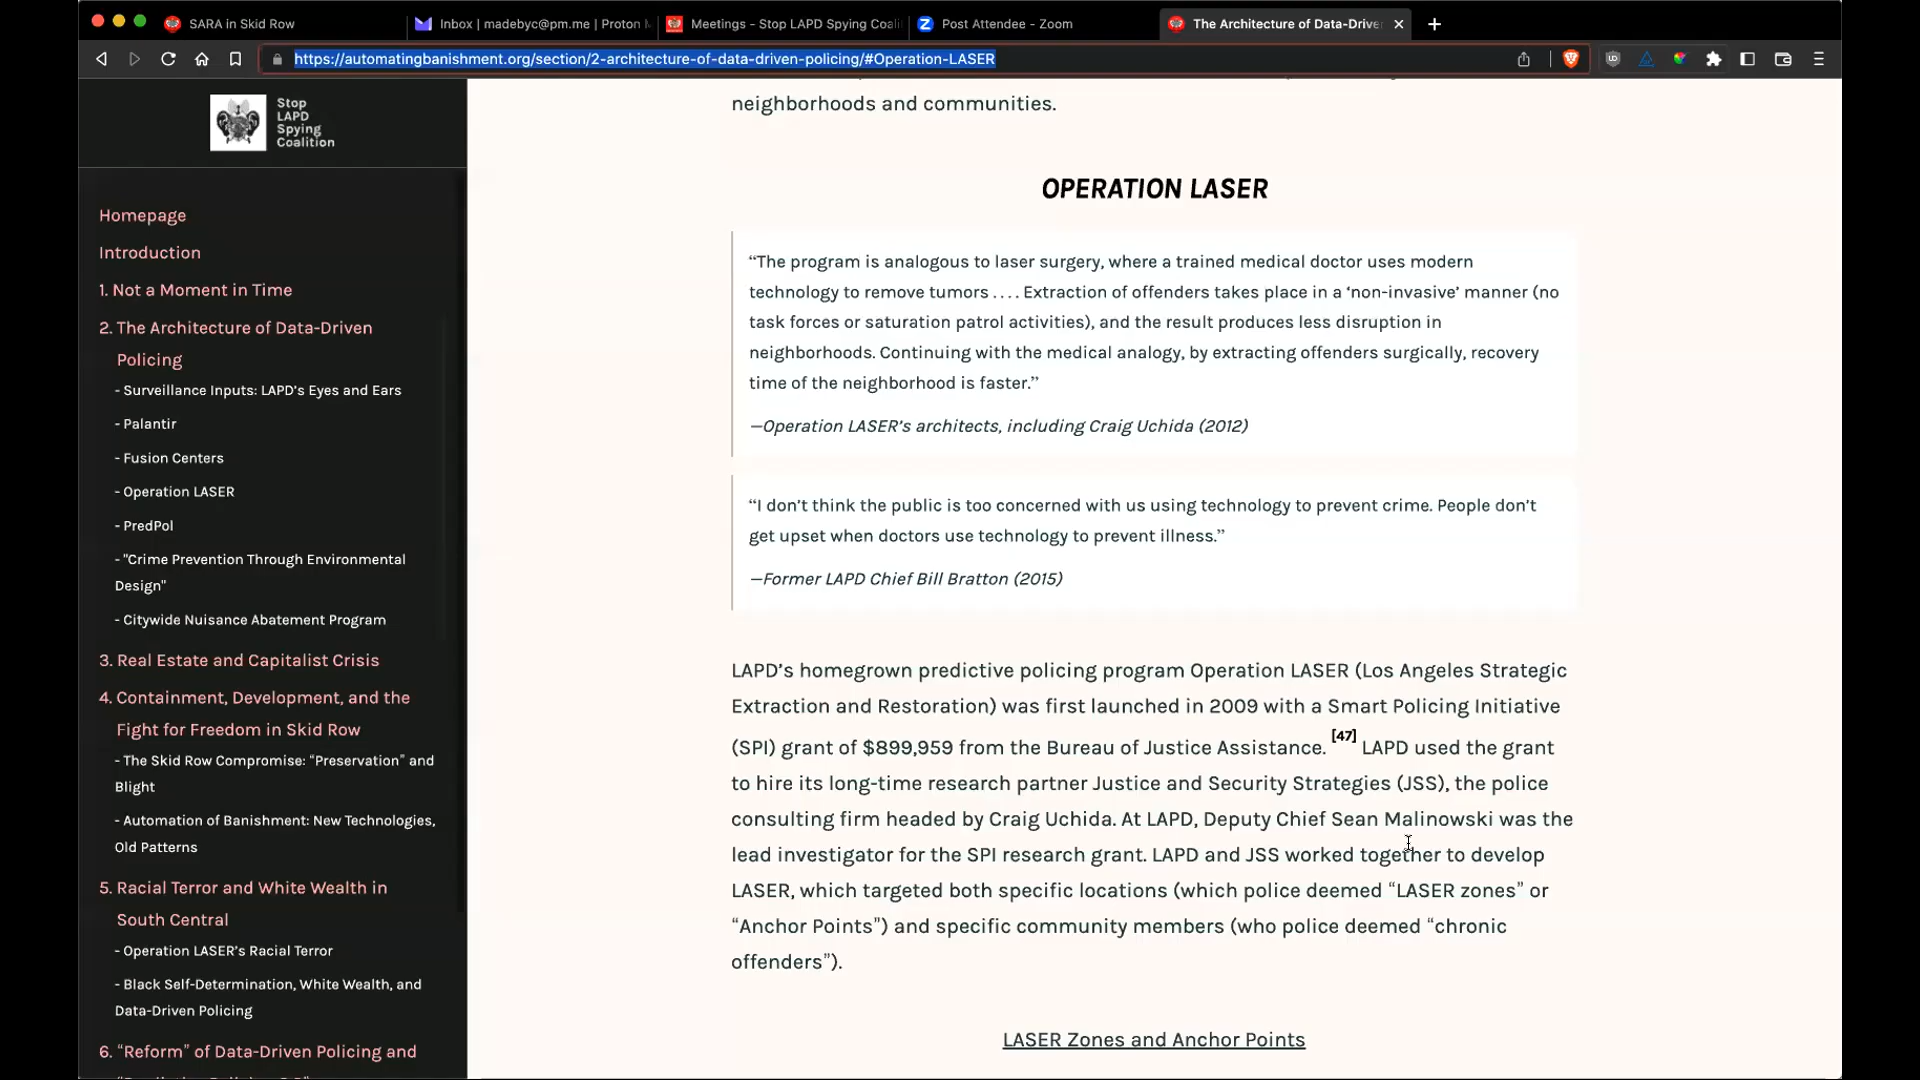 SARA in Skid Row
Inbox | madebyc@pm.me | Proton
Meetings - Stop LAPD Spying Coali
Post Attendee - Zoom
The Architecture of Data-Drive
https://automatingbanishment.org/section/2-architecture-of-data-driven-policing/#Operation-LASER
Stop
LAPD
Spying
Coalition
Homepage
Introduction
1. Not a Moment in Time
2. The Architecture of Data-Driven
Policing
- Surveillance Inputs: LAPD’s Eyes and Ears
- Palantir
- Fusion Centers
- Operation LASER
- PredPol
- "Crime Prevention Through Environmental
Design"
- Citywide Nuisance Abatement Program
3. Real Estate and Capitalist Crisis
4. Containment, Development, and the
Fight for Freedom in Skid Row
- The Skid Row Compromise: “Preservation” and
Blight
- Automation of Banishment: New Technologies,
Old Patterns
5. Racial Terror and White Wealth in
South Central
- Operation LASER’s Racial Terror
- Black Self-Determination, White Wealth, and
Data-Driven Policing
6. “Reform” of Data-Driven Policing and
neighborhoods and communities.
OPERATION LASER
“The program is analogous to laser surgery, where a trained medical doctor uses modern
technology to remove tumors . . . . Extraction of offenders takes place in a ‘non-invasive’ manner (no
task forces or saturation patrol activities), and the result produces less disruption in
neighborhoods. Continuing with the medical analogy, by extracting offenders surgically, recovery
time of the neighborhood is faster.”
—Operation LASER’s architects, including Craig Uchida (2012)
“I don’t think the public is too concerned with us using technology to prevent crime. People don’t
get upset when doctors use technology to prevent illness.”
—Former LAPD Chief Bill Bratton (2015)
LAPD’s homegrown predictive policing program Operation LASER (Los Angeles Strategic
Extraction and Restoration) was first launched in 2009 with a Smart Policing Initiative
(SPI) grant of $899,959 from the Bureau of Justice Assistance. [47] LAPD used the grant
to hire its long-time research partner Justice and Security Strategies (JSS), the police
consulting firm headed by Craig Uchida. At LAPD, Deputy Chief Sean Malinowski was the
lead investigator for the SPI research grant. LAPD and JSS worked together to develop
LASER, which targeted both specific locations (which police deemed “LASER zones” or
“Anchor Points”) and specific community members (who police deemed “chronic
offenders”).
LASER Zones and Anchor Points